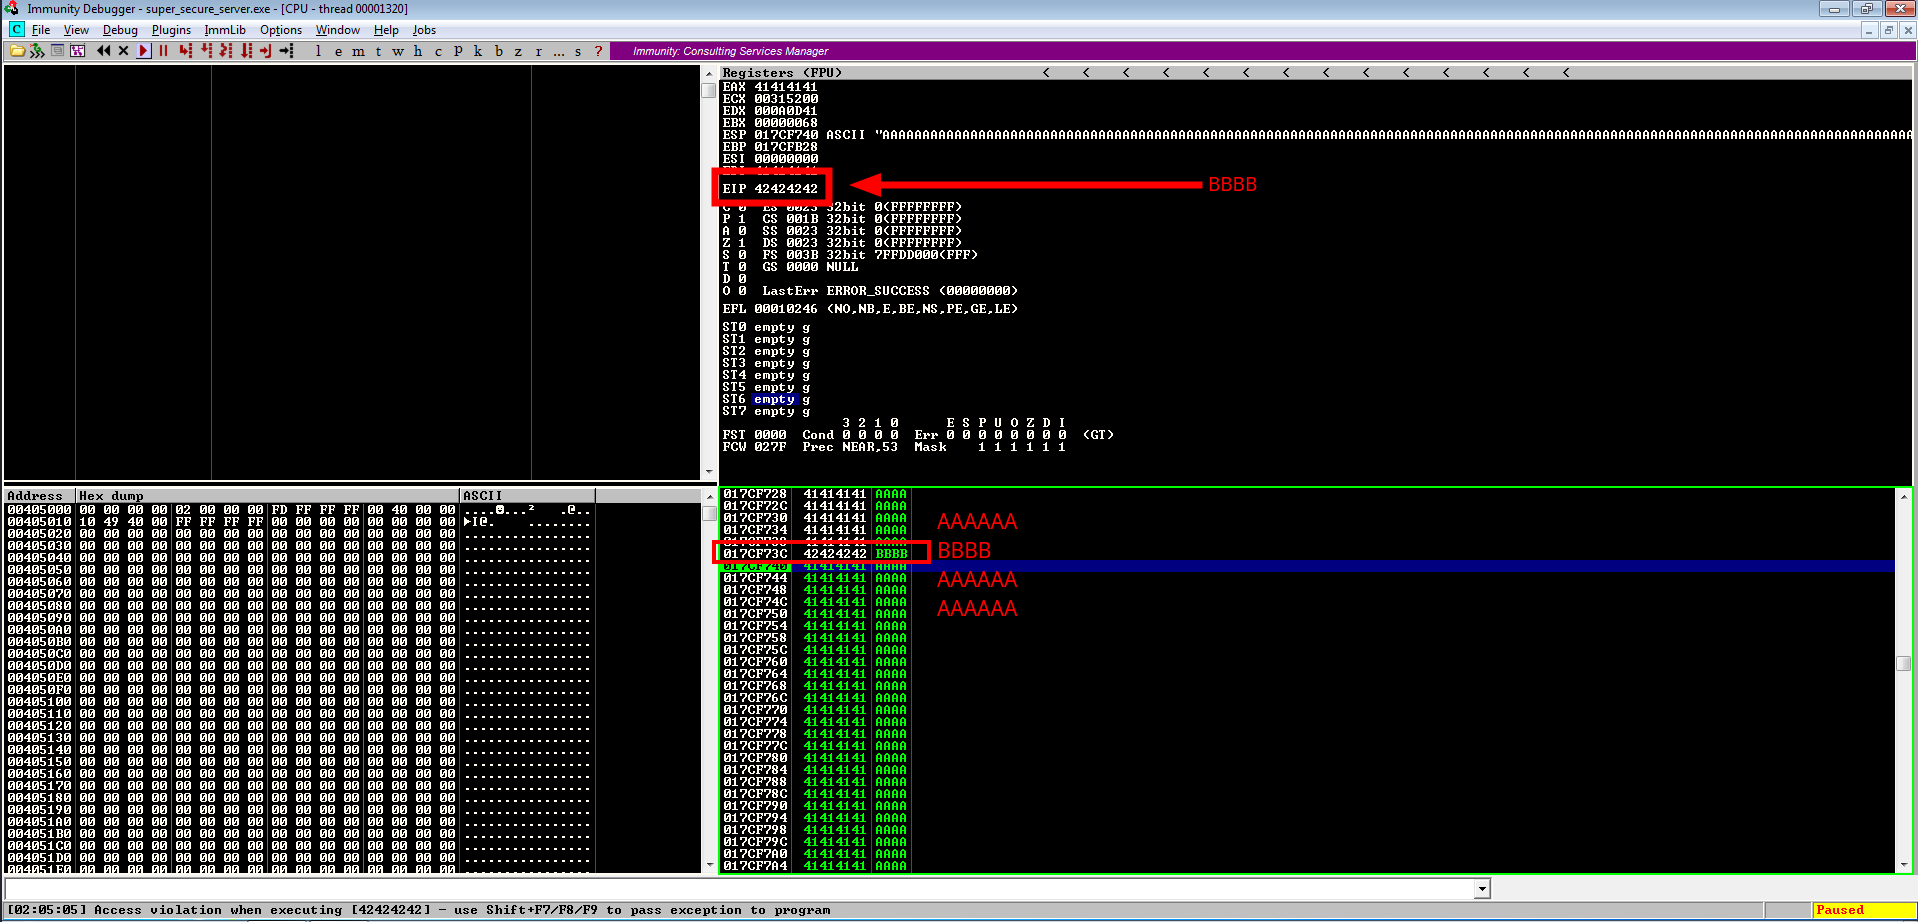 Immunity Debugger - super_secure_server.exe - [CPU - thread 00001320]
File View Debug Plugins ImmLib Options Window Help Jobs
l e m t w h c p k b z r ... s ? Immunity: Consulting Services Manager
Registers (FPU) < < < < < < < < < < < < < <
EAX 41414141
ECX 00315200
EDX 000A0D41
EBX 00000068
ESP 017CF740 ASCII "AAAAAAAAAAAAAAAAAAAAAAAAAAAAAAAAAAAAAAAAAAAAAAAAAAAAAAAAAAAAAAAAAAAAAAAAAAAAAAAAAAAAAAAAAAAAAAAAAAAAAAAAAAAAAAAAAAAAAAAAAAAAAAAA
EBP 017CFB28
ESI 00000000
EIP 42424242
BBBB
C 0 ES 0023 32bit 0(FFFFFFFF)
P 1 CS 001B 32bit 0(FFFFFFFF)
A 0 SS 0023 32bit 0(FFFFFFFF)
Z 1 DS 0023 32bit 0(FFFFFFFF)
S 0 FS 003B 32bit 7FFDD000(FFF)
T 0 GS 0000 NULL
D 0
O 0 LastErr ERROR_SUCCESS (00000000)
EFL 00010246 (NO,NB,E,BE,NS,PE,GE,LE)
ST0 empty g
ST1 empty g
ST2 empty g
ST3 empty g
ST4 empty g
ST5 empty g
ST6 empty g
ST7 empty g
3 2 1 0 E S P U O Z D I
FST 0000 Cond 0 0 0 0 Err 0 0 0 0 0 0 0 0 (GT)
FCW 027F Prec NEAR,53 Mask 1 1 1 1 1 1
Address Hex dump ASCII
00405000 00 00 00 00 02 00 00 00 FD FF FF FF 00 40 00 00
00405010 10 49 40 00 FF FF FF FF 00 00 00 00 00 00 00 00 ►I@. ........
00405020 00 00 00 00 00 00 00 00 00 00 00 00 00 00 00 00 ................
00405030 00 00 00 00 00 00 00 00 00 00 00 00 00 00 00 00 ................
00405040 00 00 00 00 00 00 00 00 00 00 00 00 00 00 00 00 ................
00405050 00 00 00 00 00 00 00 00 00 00 00 00 00 00 00 00 ................
00405060 00 00 00 00 00 00 00 00 00 00 00 00 00 00 00 00 ................
00405070 00 00 00 00 00 00 00 00 00 00 00 00 00 00 00 00 ................
00405080 00 00 00 00 00 00 00 00 00 00 00 00 00 00 00 00 ................
00405090 00 00 00 00 00 00 00 00 00 00 00 00 00 00 00 00 ................
004050A0 00 00 00 00 00 00 00 00 00 00 00 00 00 00 00 00 ................
004050B0 00 00 00 00 00 00 00 00 00 00 00 00 00 00 00 00 ................
004050C0 00 00 00 00 00 00 00 00 00 00 00 00 00 00 00 00 ................
004050D0 00 00 00 00 00 00 00 00 00 00 00 00 00 00 00 00 ................
004050E0 00 00 00 00 00 00 00 00 00 00 00 00 00 00 00 00 ................
004050F0 00 00 00 00 00 00 00 00 00 00 00 00 00 00 00 00 ................
00405100 00 00 00 00 00 00 00 00 00 00 00 00 00 00 00 00 ................
00405110 00 00 00 00 00 00 00 00 00 00 00 00 00 00 00 00 ................
00405120 00 00 00 00 00 00 00 00 00 00 00 00 00 00 00 00 ................
00405130 00 00 00 00 00 00 00 00 00 00 00 00 00 00 00 00 ................
00405140 00 00 00 00 00 00 00 00 00 00 00 00 00 00 00 00 ................
00405150 00 00 00 00 00 00 00 00 00 00 00 00 00 00 00 00 ................
00405160 00 00 00 00 00 00 00 00 00 00 00 00 00 00 00 00 ................
00405170 00 00 00 00 00 00 00 00 00 00 00 00 00 00 00 00 ................
00405180 00 00 00 00 00 00 00 00 00 00 00 00 00 00 00 00 ................
00405190 00 00 00 00 00 00 00 00 00 00 00 00 00 00 00 00 ................
004051A0 00 00 00 00 00 00 00 00 00 00 00 00 00 00 00 00 ................
004051B0 00 00 00 00 00 00 00 00 00 00 00 00 00 00 00 00 ................
004051C0 00 00 00 00 00 00 00 00 00 00 00 00 00 00 00 00 ................
004051D0 00 00 00 00 00 00 00 00 00 00 00 00 00 00 00 00 ................
004051E0 00 00 00 00 00 00 00 00 00 00 00 00 00 00 00 00 ................
017CF728 41414141 AAAA
017CF72C 41414141 AAAA
017CF730 41414141 AAAA
AAAAAA
017CF734 41414141 AAAA
017CF738 41414141 AAAA
017CF73C 42424242 BBBB
BBBB
017CF740 41414141 AAAA
017CF744 41414141 AAAA
AAAAAA
017CF748 41414141 AAAA
017CF74C 41414141 AAAA
AAAAAA
017CF750 41414141 AAAA
017CF754 41414141 AAAA
017CF758 41414141 AAAA
017CF75C 41414141 AAAA
017CF760 41414141 AAAA
017CF764 41414141 AAAA
017CF768 41414141 AAAA
017CF76C 41414141 AAAA
017CF770 41414141 AAAA
017CF774 41414141 AAAA
017CF778 41414141 AAAA
017CF77C 41414141 AAAA
017CF780 41414141 AAAA
017CF784 41414141 AAAA
017CF788 41414141 AAAA
017CF78C 41414141 AAAA
017CF790 41414141 AAAA
017CF794 41414141 AAAA
017CF798 41414141 AAAA
017CF79C 41414141 AAAA
017CF7A0 41414141 AAAA
017CF7A4 41414141 AAAA
[02:05:05] Access violation when executing [42424242] - use Shift+F7/F8/F9 to pass exception to program
Paused